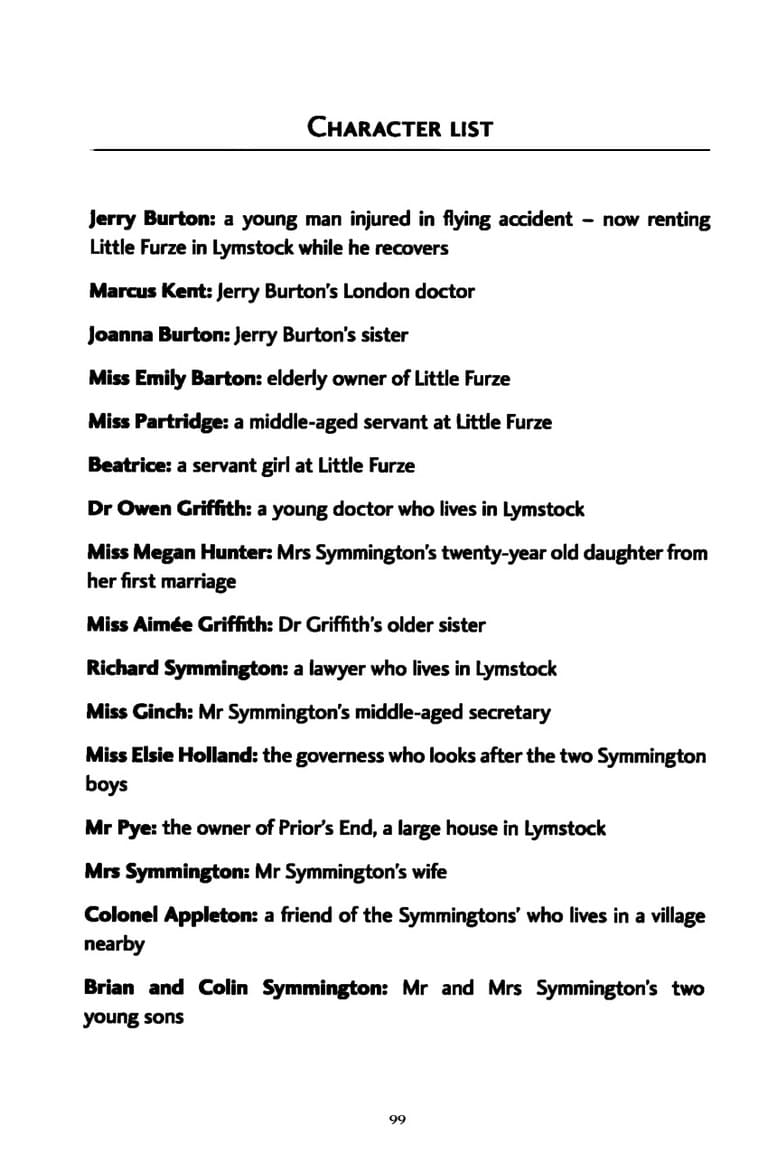 CHARACTER LIST
Jerry Burton: a young man injured in flying accident – now renting
Little Furze in Lymstock while he recovers
Marcus Kent: Jerry Burton's London doctor
Joanna Burton: Jerry Burton's sister
Miss Emily Barton: elderly owner of Little Furze
Miss Partridge: a middle-aged servant at Little Furze
Beatrice: a servant girl at Little Furze
Dr Owen Griffith: a young doctor who lives in Lymstock
Miss Megan Hunter: Mrs Symmington's twenty-year old daughter from
her first marriage
Miss Aimée Griffith: Dr Griffith's older sister
Richard Symmington: a lawyer who lives in Lymstock
Miss Ginch: Mr Symmington's middle-aged secretary
Miss Elsie Holland: the governess who looks after the two Symmington
boys
Mr Pye: the owner of Prior's End, a large house in Lymstock
Mrs Symmington: Mr Symmington's wife
Colonel Appleton: a friend of the Symmingtons' who lives in a village
nearby
Brian and Colin Symmington: Mr and Mrs Symmington's two
young sons
99